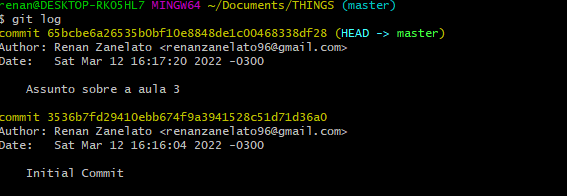 renan@DESKTOP-RK05HL7 MINGW64 ~/Documents/THINGS (master)
$ git log
commit 65bcbe6a26535b0bf10e8848de1c00468338df28 (HEAD -> master)
Author: Renan Zanelato <renanzanelato96@gmail.com>
Date:   Sat Mar 12 16:17:20 2022 -0300
    Assunto sobre a aula 3
commit 3536b7fd29410ebb674f9a3941528c51d71d36a0
Author: Renan Zanelato <renanzanelato96@gmail.com>
Date:   Sat Mar 12 16:16:04 2022 -0300
    Initial Commit